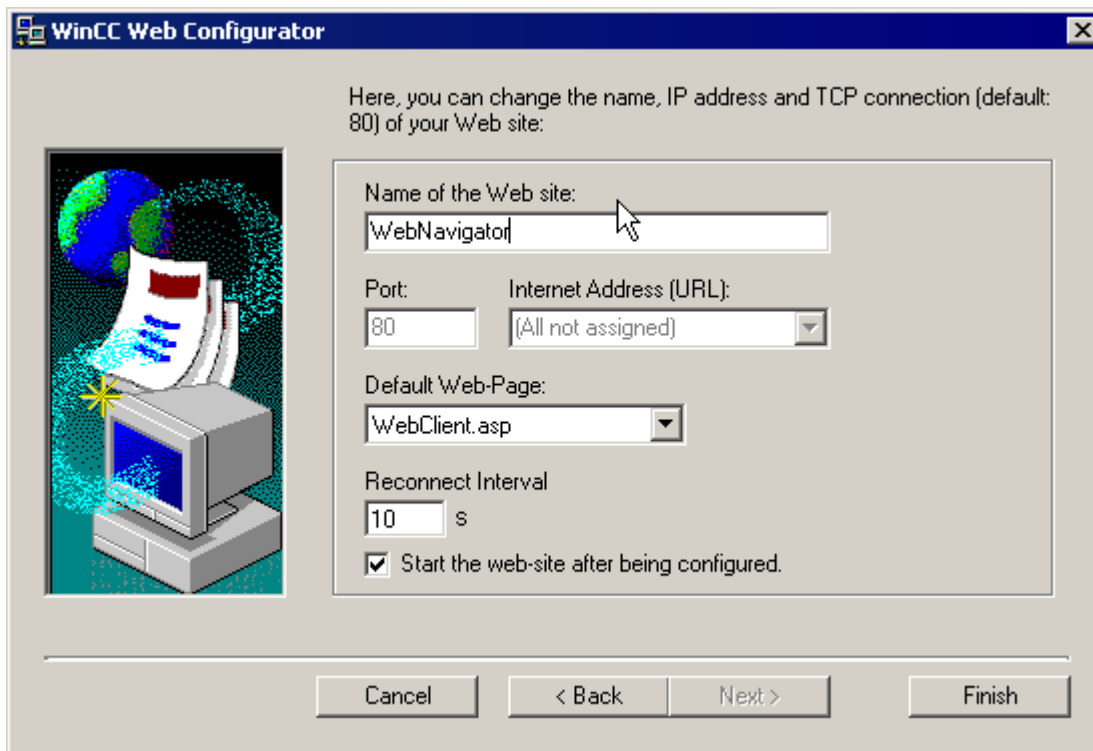 WinCC Web Configurator
Here, you can change the name, IP address and TCP connection (default:
80) of your Web site:
Name of the Web site:
WebNavigator
Port: Internet Address (URL):
80 (All not assigned)
Default Web-Page:
WebClient.asp
Reconnect Interval
10 s
Start the web-site after being configured.
Cancel < Back Next > Finish